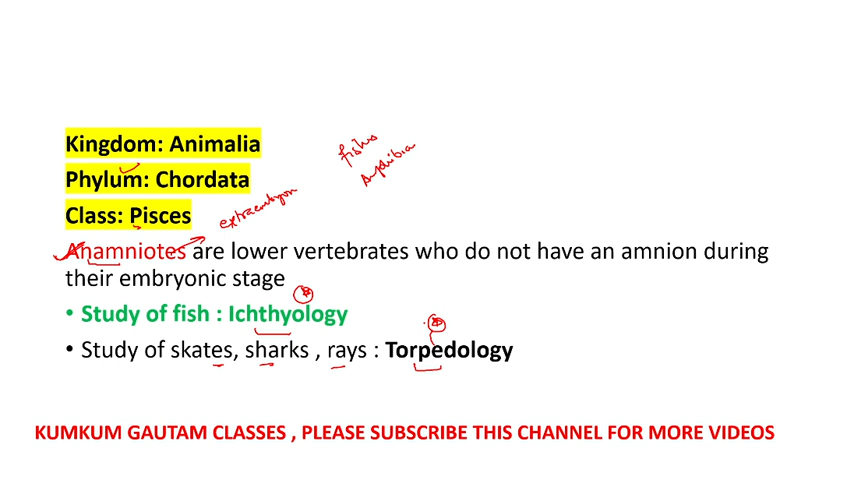 Kingdom: Animalia
fishes
Amphibia
Phylum: Chordata
Class: Pisces
extraembryon
Anamniotes are lower vertebrates who do not have an amnion during
their embryonic stage
• Study of fish : Ichthyology
• Study of skates, sharks , rays : Torpedology
KUMKUM GAUTAM CLASSES , PLEASE SUBSCRIBE THIS CHANNEL FOR MORE VIDEOS